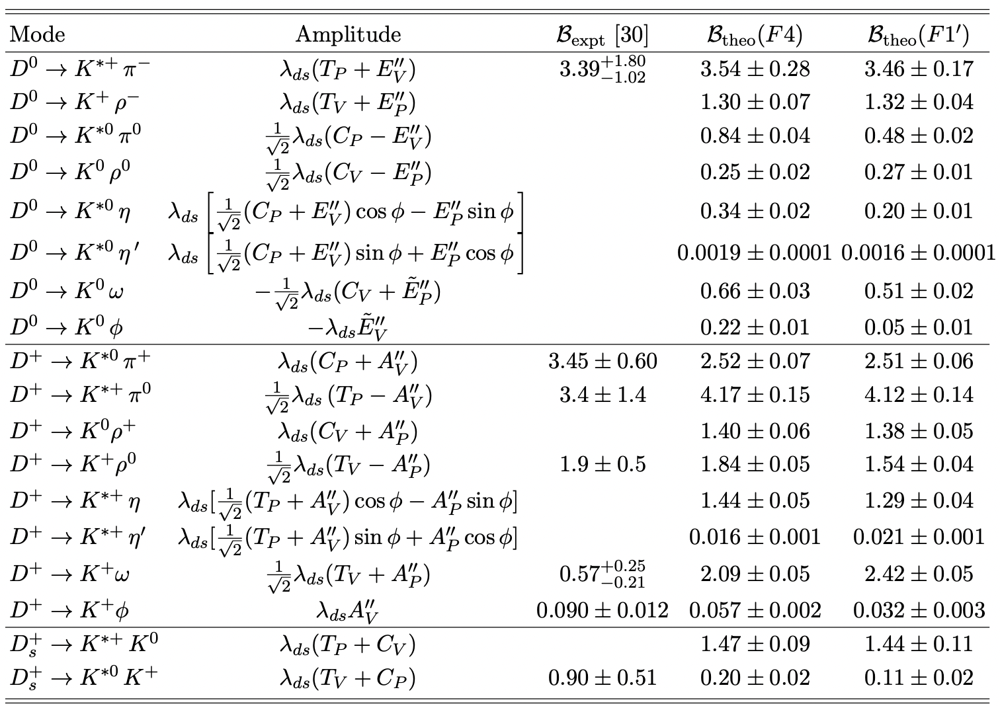 Mode Amplitude $\mathcal{B}_{\text{expt}}$ [30] $\mathcal{B}_{\text{theo}}(F4)$ $\mathcal{B}_{\text{theo}}(F1')$
$D^0 \to K^{*+}\,\pi^-$ $\lambda_{ds}(T_P + E''_V)$ $3.39^{+1.80}_{-1.02}$ $3.54 \pm 0.28$ $3.46 \pm 0.17$
$D^0 \to K^+\,\rho^-$ $\lambda_{ds}(T_V + E''_P)$ $1.30 \pm 0.07$ $1.32 \pm 0.04$
$D^0 \to K^{*0}\,\pi^0$ $\frac{1}{\sqrt{2}}\lambda_{ds}(C_P - E''_V)$ $0.84 \pm 0.04$ $0.48 \pm 0.02$
$D^0 \to K^0\,\rho^0$ $\frac{1}{\sqrt{2}}\lambda_{ds}(C_V - E''_P)$ $0.25 \pm 0.02$ $0.27 \pm 0.01$
$D^0 \to K^{*0}\,\eta$ $\lambda_{ds}\left[\frac{1}{\sqrt{2}}(C_P + E''_V)\cos\phi - E''_P\sin\phi\right]$ $0.34 \pm 0.02$ $0.20 \pm 0.01$
$D^0 \to K^{*0}\,\eta\,'$ $\lambda_{ds}\left[\frac{1}{\sqrt{2}}(C_P + E''_V)\sin\phi + E''_P\cos\phi\right]$ $0.0019 \pm 0.0001$ $0.0016 \pm 0.0001$
$D^0 \to K^0\,\omega$ $-\frac{1}{\sqrt{2}}\lambda_{ds}(C_V + \tilde{E}''_P)$ $0.66 \pm 0.03$ $0.51 \pm 0.02$
$D^0 \to K^0\,\phi$ $-\lambda_{ds}\tilde{E}''_V$ $0.22 \pm 0.01$ $0.05 \pm 0.01$
$D^+ \to K^{*0}\,\pi^+$ $\lambda_{ds}(C_P + A''_V)$ $3.45 \pm 0.60$ $2.52 \pm 0.07$ $2.51 \pm 0.06$
$D^+ \to K^{*+}\,\pi^0$ $\frac{1}{\sqrt{2}}\lambda_{ds}(T_P - A''_V)$ $3.4 \pm 1.4$ $4.17 \pm 0.15$ $4.12 \pm 0.14$
$D^+ \to K^0\rho^+$ $\lambda_{ds}(C_V + A''_P)$ $1.40 \pm 0.06$ $1.38 \pm 0.05$
$D^+ \to K^+\rho^0$ $\frac{1}{\sqrt{2}}\lambda_{ds}(T_V - A''_P)$ $1.9 \pm 0.5$ $1.84 \pm 0.05$ $1.54 \pm 0.04$
$D^+ \to K^{*+}\,\eta$ $\lambda_{ds}[\frac{1}{\sqrt{2}}(T_P + A''_V)\cos\phi - A''_P\sin\phi]$ $1.44 \pm 0.05$ $1.29 \pm 0.04$
$D^+ \to K^{*+}\,\eta'$ $\lambda_{ds}[\frac{1}{\sqrt{2}}(T_P + A''_V)\sin\phi + A''_P\cos\phi]$ $0.016 \pm 0.001$ $0.021 \pm 0.001$
$D^+ \to K^+\omega$ $\frac{1}{\sqrt{2}}\lambda_{ds}(T_V + A''_P)$ $0.57^{+0.25}_{-0.21}$ $2.09 \pm 0.05$ $2.42 \pm 0.05$
$D^+ \to K^+\phi$ $\lambda_{ds}A''_V$ $0.090 \pm 0.012$ $0.057 \pm 0.002$ $0.032 \pm 0.003$
$D^+_s \to K^{*+}\,K^0$ $\lambda_{ds}(T_P + C_V)$ $1.47 \pm 0.09$ $1.44 \pm 0.11$
$D^+_s \to K^{*0}\,K^+$ $\lambda_{ds}(T_V + C_P)$ $0.90 \pm 0.51$ $0.20 \pm 0.02$ $0.11 \pm 0.02$